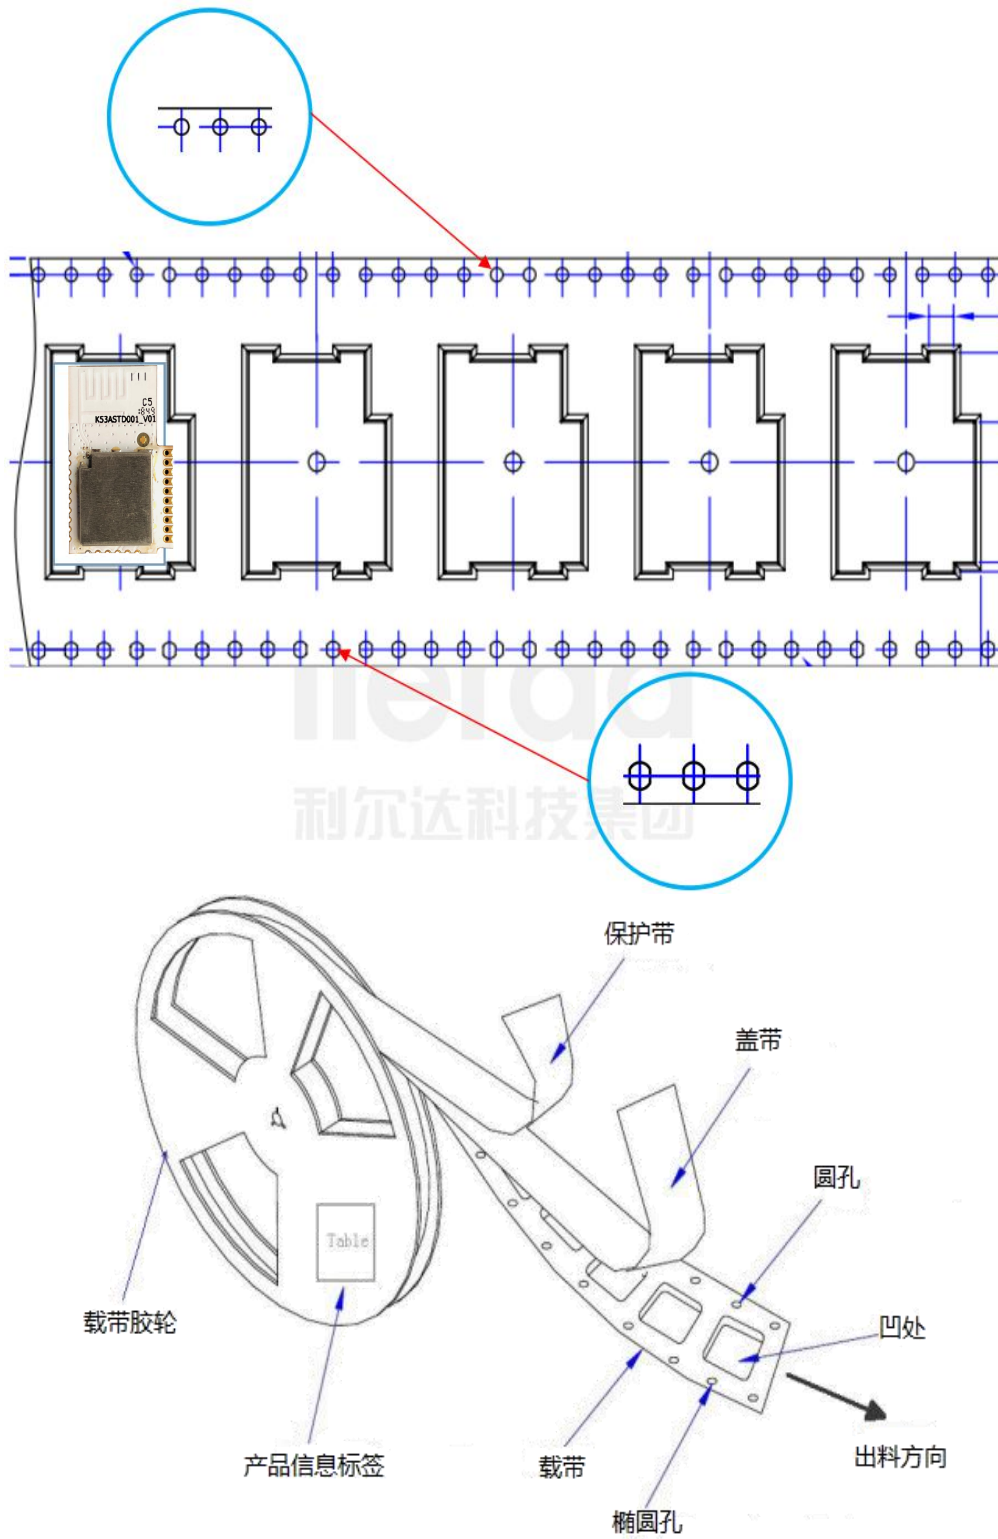 C5
:849
K53ASTD001_V01
lierda
利尔达科技集团
保护带
盖带
圆孔
Table
载带胶轮
凹处
产品信息标签
载带
出料方向
椭圆孔